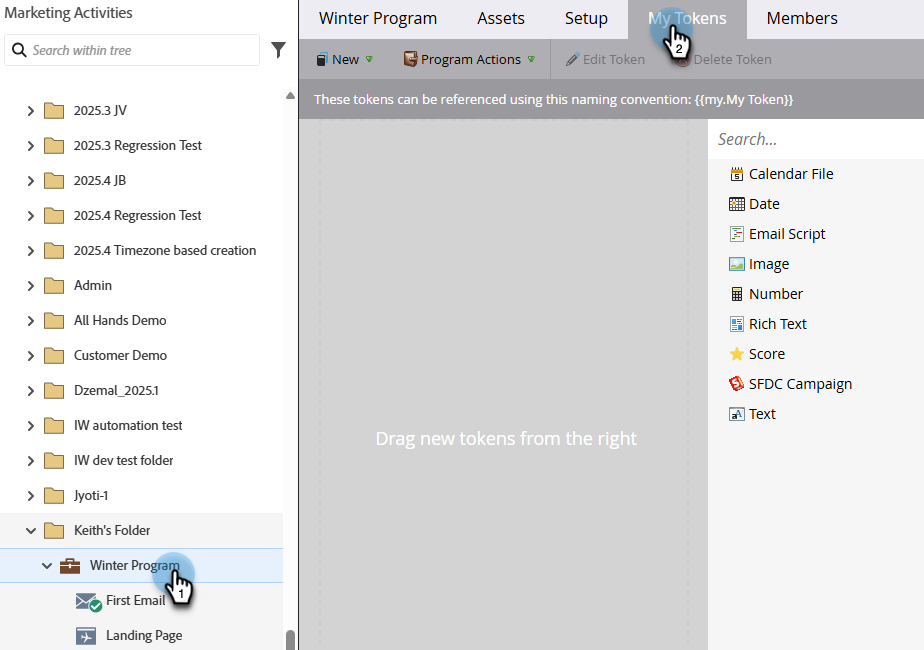 Marketing Activities
Search within tree
2025.3 JV
2025.3 Regression Test
2025.4 JB
2025.4 Regression Test
2025.4 Timezone based creation
Admin
All Hands Demo
Customer Demo
Dzemal_2025.1
IW automation test
IW dev test folder
Jyoti-1
Keith's Folder
Winter Program
1
First Email
Landing Page
Winter Program Assets Setup My Tokens Members
2
New Program Actions Edit Token Delete Token
These tokens can be referenced using this naming convention: {{my.My Token}}
Drag new tokens from the right
Search...
Calendar File
Date
Email Script
Image
Number
Rich Text
Score
SFDC Campaign
Text